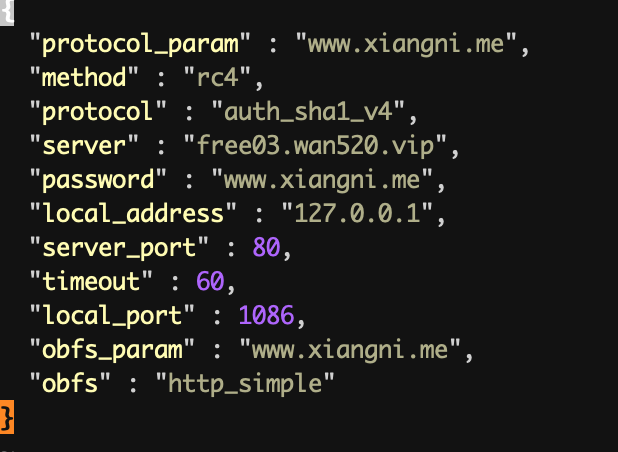 {
"protocol_param" : "www.xiangni.me",
"method" : "rc4",
"protocol" : "auth_sha1_v4",
"server" : "free03.wan520.vip",
"password" : "www.xiangni.me",
"local_address" : "127.0.0.1",
"server_port" : 80,
"timeout" : 60,
"local_port" : 1086,
"obfs_param" : "www.xiangni.me",
"obfs" : "http_simple"
}